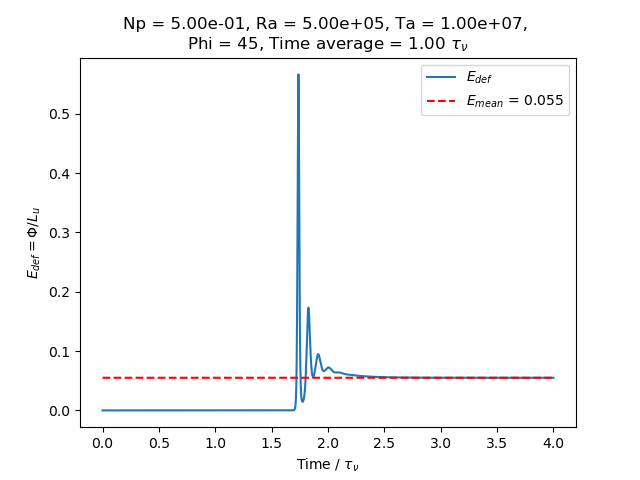 Np = 5.00e-01, Ra = 5.00e+05, Ta = 1.00e+07,
Phi = 45, Time average = 1.00 τν
E_def
E_mean = 0.055
E_def = Φ/L_u
0.5
0.4
0.3
0.2
0.1
0.0
0.0 0.5 1.0 1.5 2.0 2.5 3.0 3.5 4.0
Time / τν